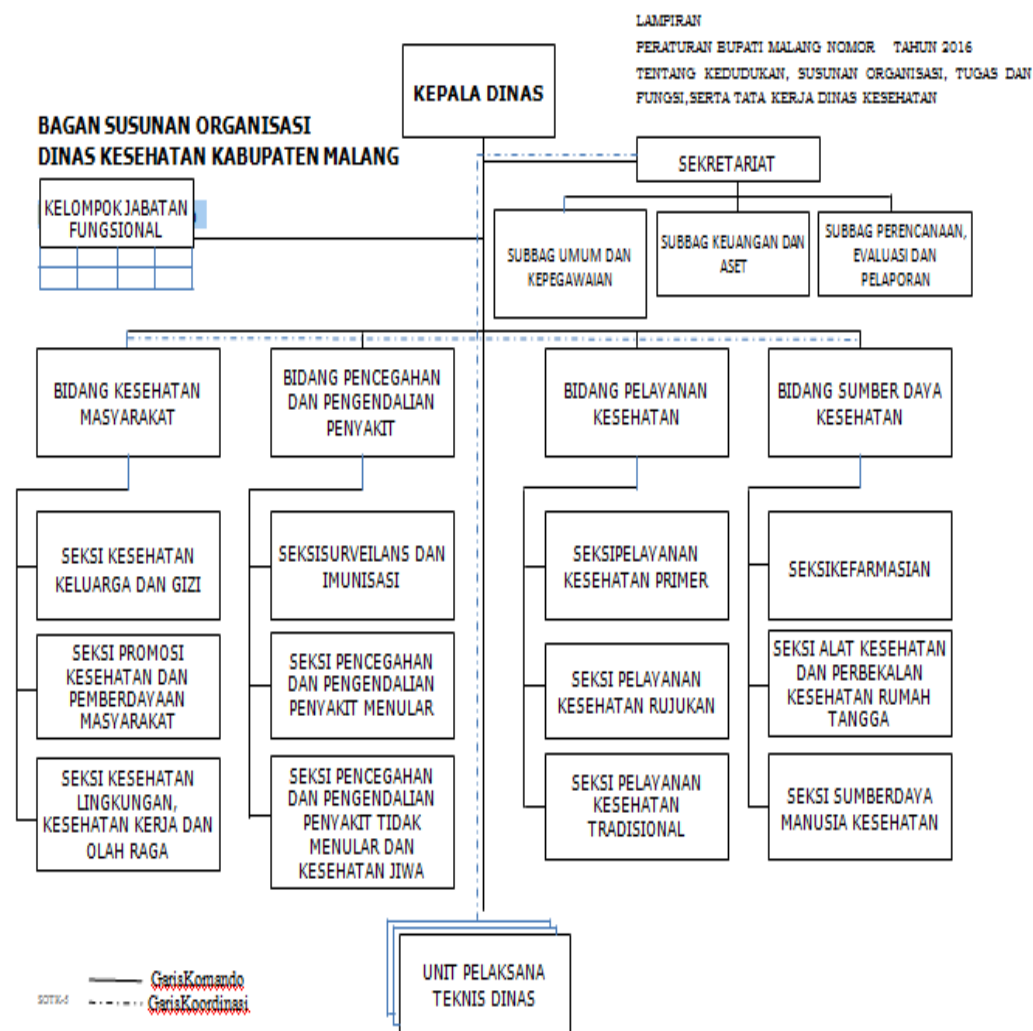 LAMPIRAN
PERATURAN BUPATI MALANG NOMOR TAHUN 2016
TENTANG KEDUDUKAN, SUSUNAN ORGANISASI, TUGAS DAN
FUNGSI,SERTA TATA KERJA DINAS KESEHATAN
KEPALA DINAS
BAGAN SUSUNAN ORGANISASI
DINAS KESEHATAN KABUPATEN MALANG
SEKRETARIAT
KELOMPOK JABATAN
FUNGSIONAL
SUBBAG UMUM DAN
KEPEGAWAIAN
SUBBAG KEUANGAN DAN
ASET
SUBBAG PERENCANAAN,
EVALUASI DAN
PELAPORAN
BIDANG KESEHATAN
MASYARAKAT
BIDANG PENCEGAHAN
DAN PENGENDALIAN
PENYAKIT
BIDANG PELAYANAN
KESEHATAN
BIDANG SUMBER DAYA
KESEHATAN
SEKSI KESEHATAN
KELUARGA DAN GIZI
SEKSISURVEILANS DAN
IMUNISASI
SEKSIPELAYANAN
KESEHATAN PRIMER
SEKSIKEFARMASIAN
SEKSI PROMOSI
KESEHATAN DAN
PEMBERDAYAAN
MASYARAKAT
SEKSI PENCEGAHAN
DAN PENGENDALIAN
PENYAKIT MENULAR
SEKSI PELAYANAN
KESEHATAN RUJUKAN
SEKSI ALAT KESEHATAN
DAN PERBEKALAN
KESEHATAN RUMAH
TANGGA
SEKSI KESEHATAN
LINGKUNGAN,
KESEHATAN KERJA DAN
OLAH RAGA
SEKSI PENCEGAHAN
DAN PENGENDALIAN
PENYAKIT TIDAK
MENULAR DAN
KESEHATAN JIWA
SEKSI PELAYANAN
KESEHATAN
TRADISIONAL
SEKSI SUMBERDAYA
MANUSIA KESEHATAN
UNIT PELAKSANA
TEKNIS DINAS
GarisKomando
GarisKoordinasi